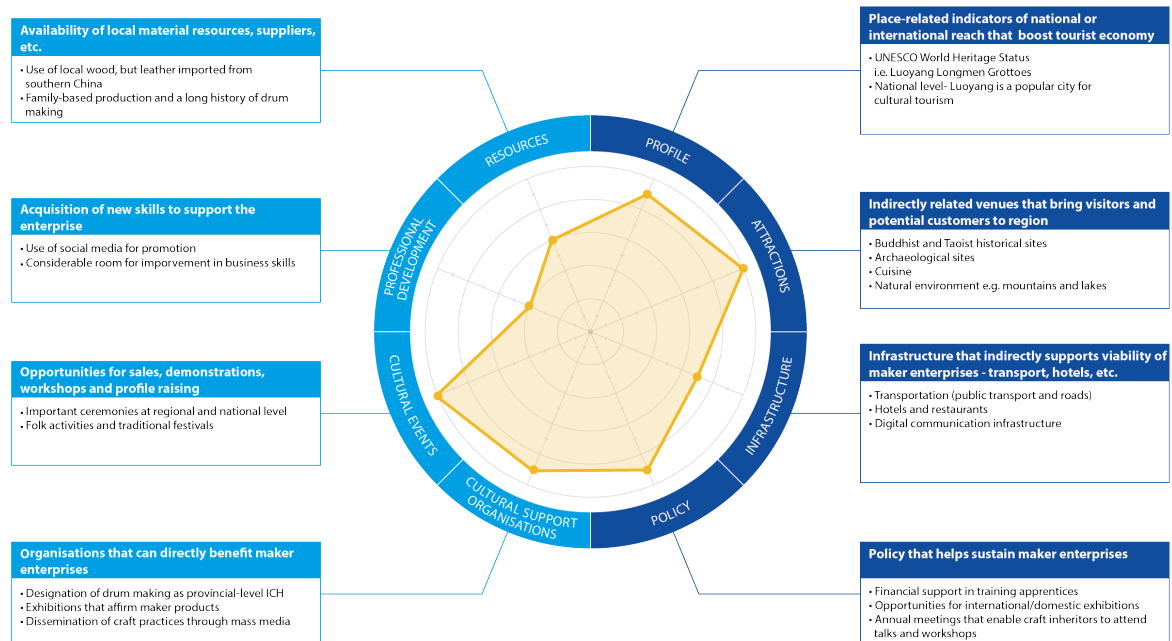 Availability of local material resources, suppliers,
etc.
• Use of local wood, but leather imported from
southern China
• Family-based production and a long history of drum
making
Acquisition of new skills to support the
enterprise
• Use of social media for promotion
• Considerable room for imporvement in business skills
Opportunities for sales, demonstrations,
workshops and profile raising
• Important ceremonies at regional and national level
• Folk activities and traditional festivals
Organisations that can directly benefit maker
enterprises
• Designation of drum making as provincial-level ICH
• Exhibitions that affirm maker products
• Dissemination of craft practices through mass media
RESOURCES
PROFESSIONAL
DEVELOPMENT
CULTURAL EVENTS
CULTURAL SUPPORT
ORGANISATIONS
PROFILE
ATTRACTIONS
INFRASTRUCTURE
POLICY
Place-related indicators of national or
international reach that boost tourist economy
• UNESCO World Heritage Status
i.e. Luoyang Longmen Grottoes
• National level- Luoyang is a popular city for
cultural tourism
Indirectly related venues that bring visitors and
potential customers to region
• Buddhist and Taoist historical sites
• Archaeological sites
• Cuisine
• Natural environment e.g. mountains and lakes
Infrastructure that indirectly supports viability of
maker enterprises - transport, hotels, etc.
• Transportation (public transport and roads)
• Hotels and restaurants
• Digital communication infrastructure
Policy that helps sustain maker enterprises
• Financial support in training apprentices
• Opportunities for international/domestic exhibitions
• Annual meetings that enable craft inheritors to attend
talks and workshops